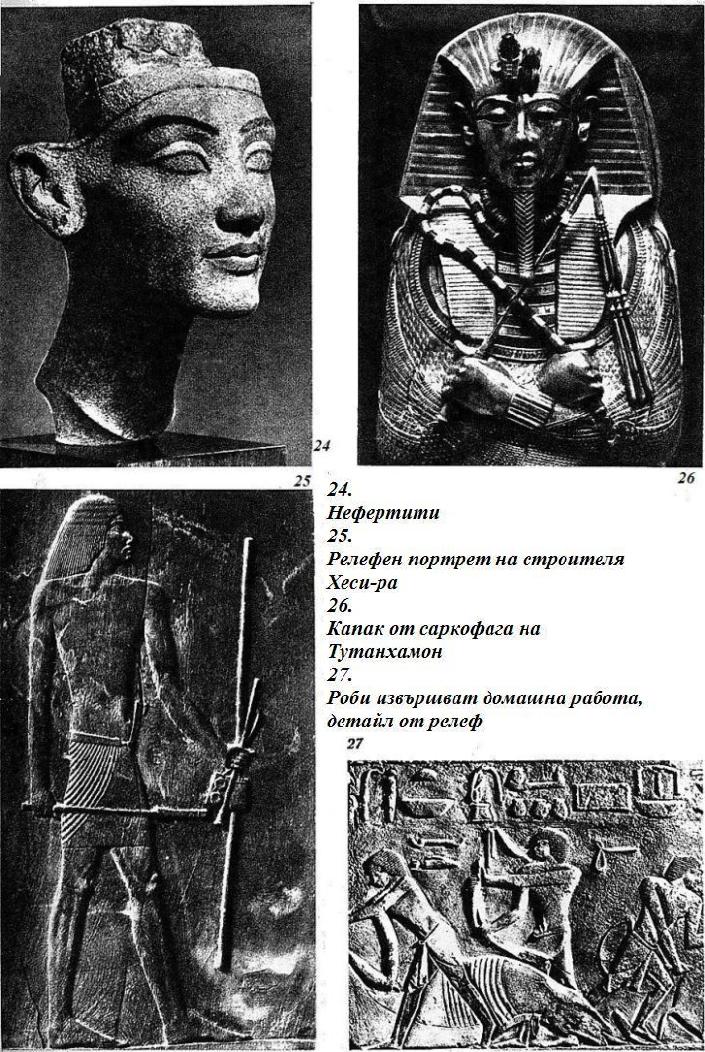 24
26
25
24.
Нефертити
25.
Релефен портрет на строителя
Хеси-ра
26.
Капак от саркофага на
Тутанхамон
27.
Роби извършват домашна работа,
детайл от релеф
27